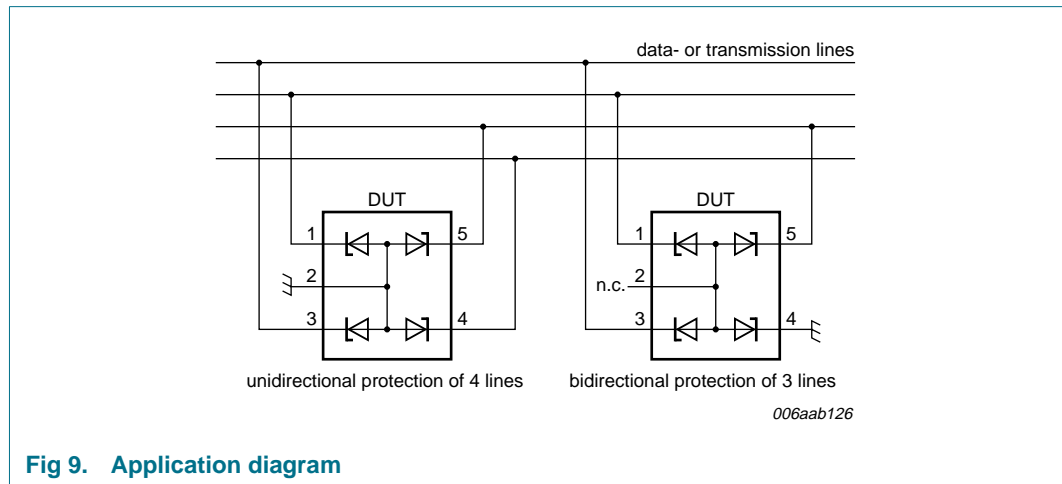 data- or transmission lines
DUT DUT
1 5 1 5
2 n.c. 2
3 4 3 4
unidirectional protection of 4 lines bidirectional protection of 3 lines
006aab126
Fig 9. Application diagram